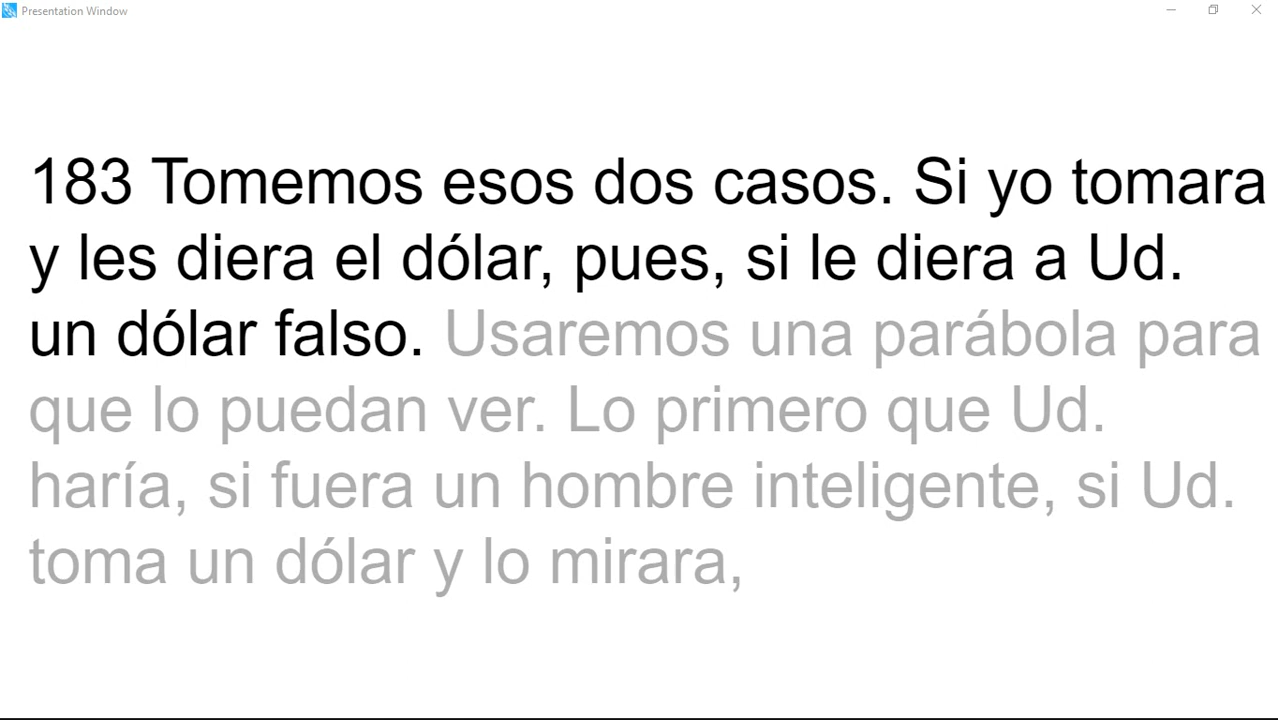 Presentation Window
183 Tomemos esos dos casos. Si yo tomara
y les diera el dólar, pues, si le diera a Ud.
un dólar falso. Usaremos una parábola para
que lo puedan ver. Lo primero que Ud.
haría, si fuera un hombre inteligente, si Ud.
toma un dólar y lo mirara,